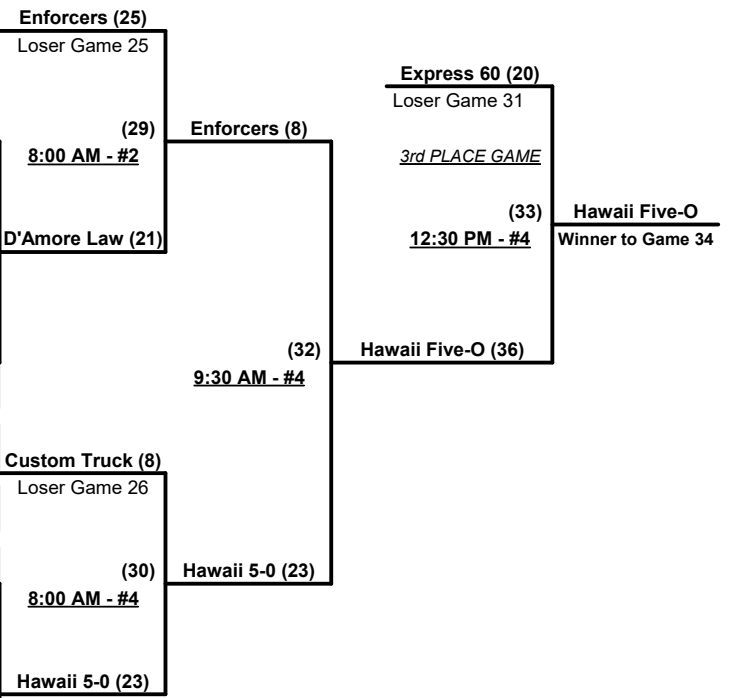 Enforcers (25)
Loser Game 25
(29)
8:00 AM - #2
D'Amore Law (21)
Enforcers (8)
Express 60 (20)
Loser Game 31
3rd PLACE GAME
(33)
12:30 PM - #4
Hawaii Five-O
Winner to Game 34
(32)
9:30 AM - #4
Hawaii Five-O (36)
Custom Truck (8)
Loser Game 26
(30)
8:00 AM - #4
Hawaii 5-0 (23)
Hawaii 5-0 (23)